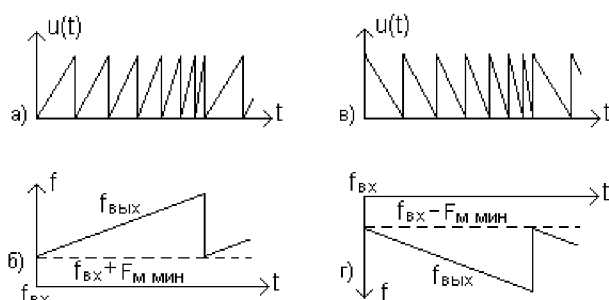 u(t)
а)
t
u(t)
в)
t
f
fвых
б)
fвх + Fм мин
t
fвх
fвх
t
fвх − Fм мин
г)
fвых
f